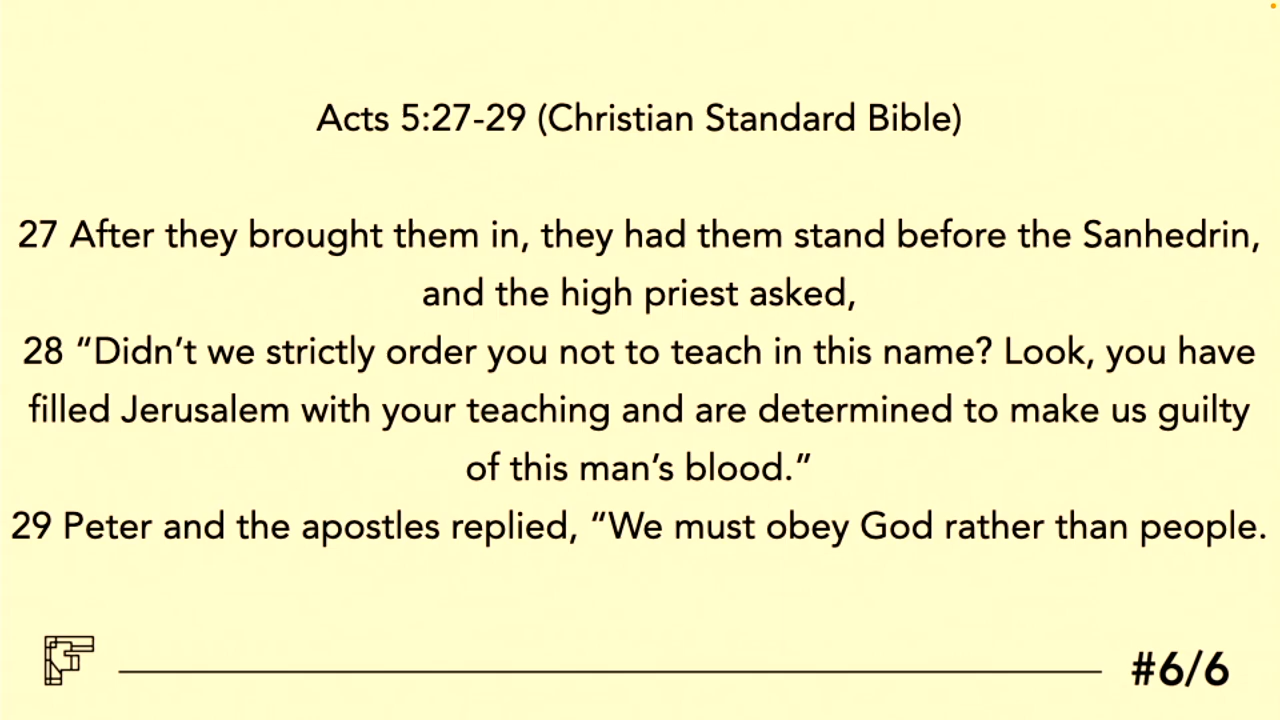 Acts 5:27-29 (Christian Standard Bible)
27 After they brought them in, they had them stand before the Sanhedrin,
and the high priest asked,
28 “Didn’t we strictly order you not to teach in this name? Look, you have
filled Jerusalem with your teaching and are determined to make us guilty
of this man’s blood.”
29 Peter and the apostles replied, “We must obey God rather than people.
#6/6